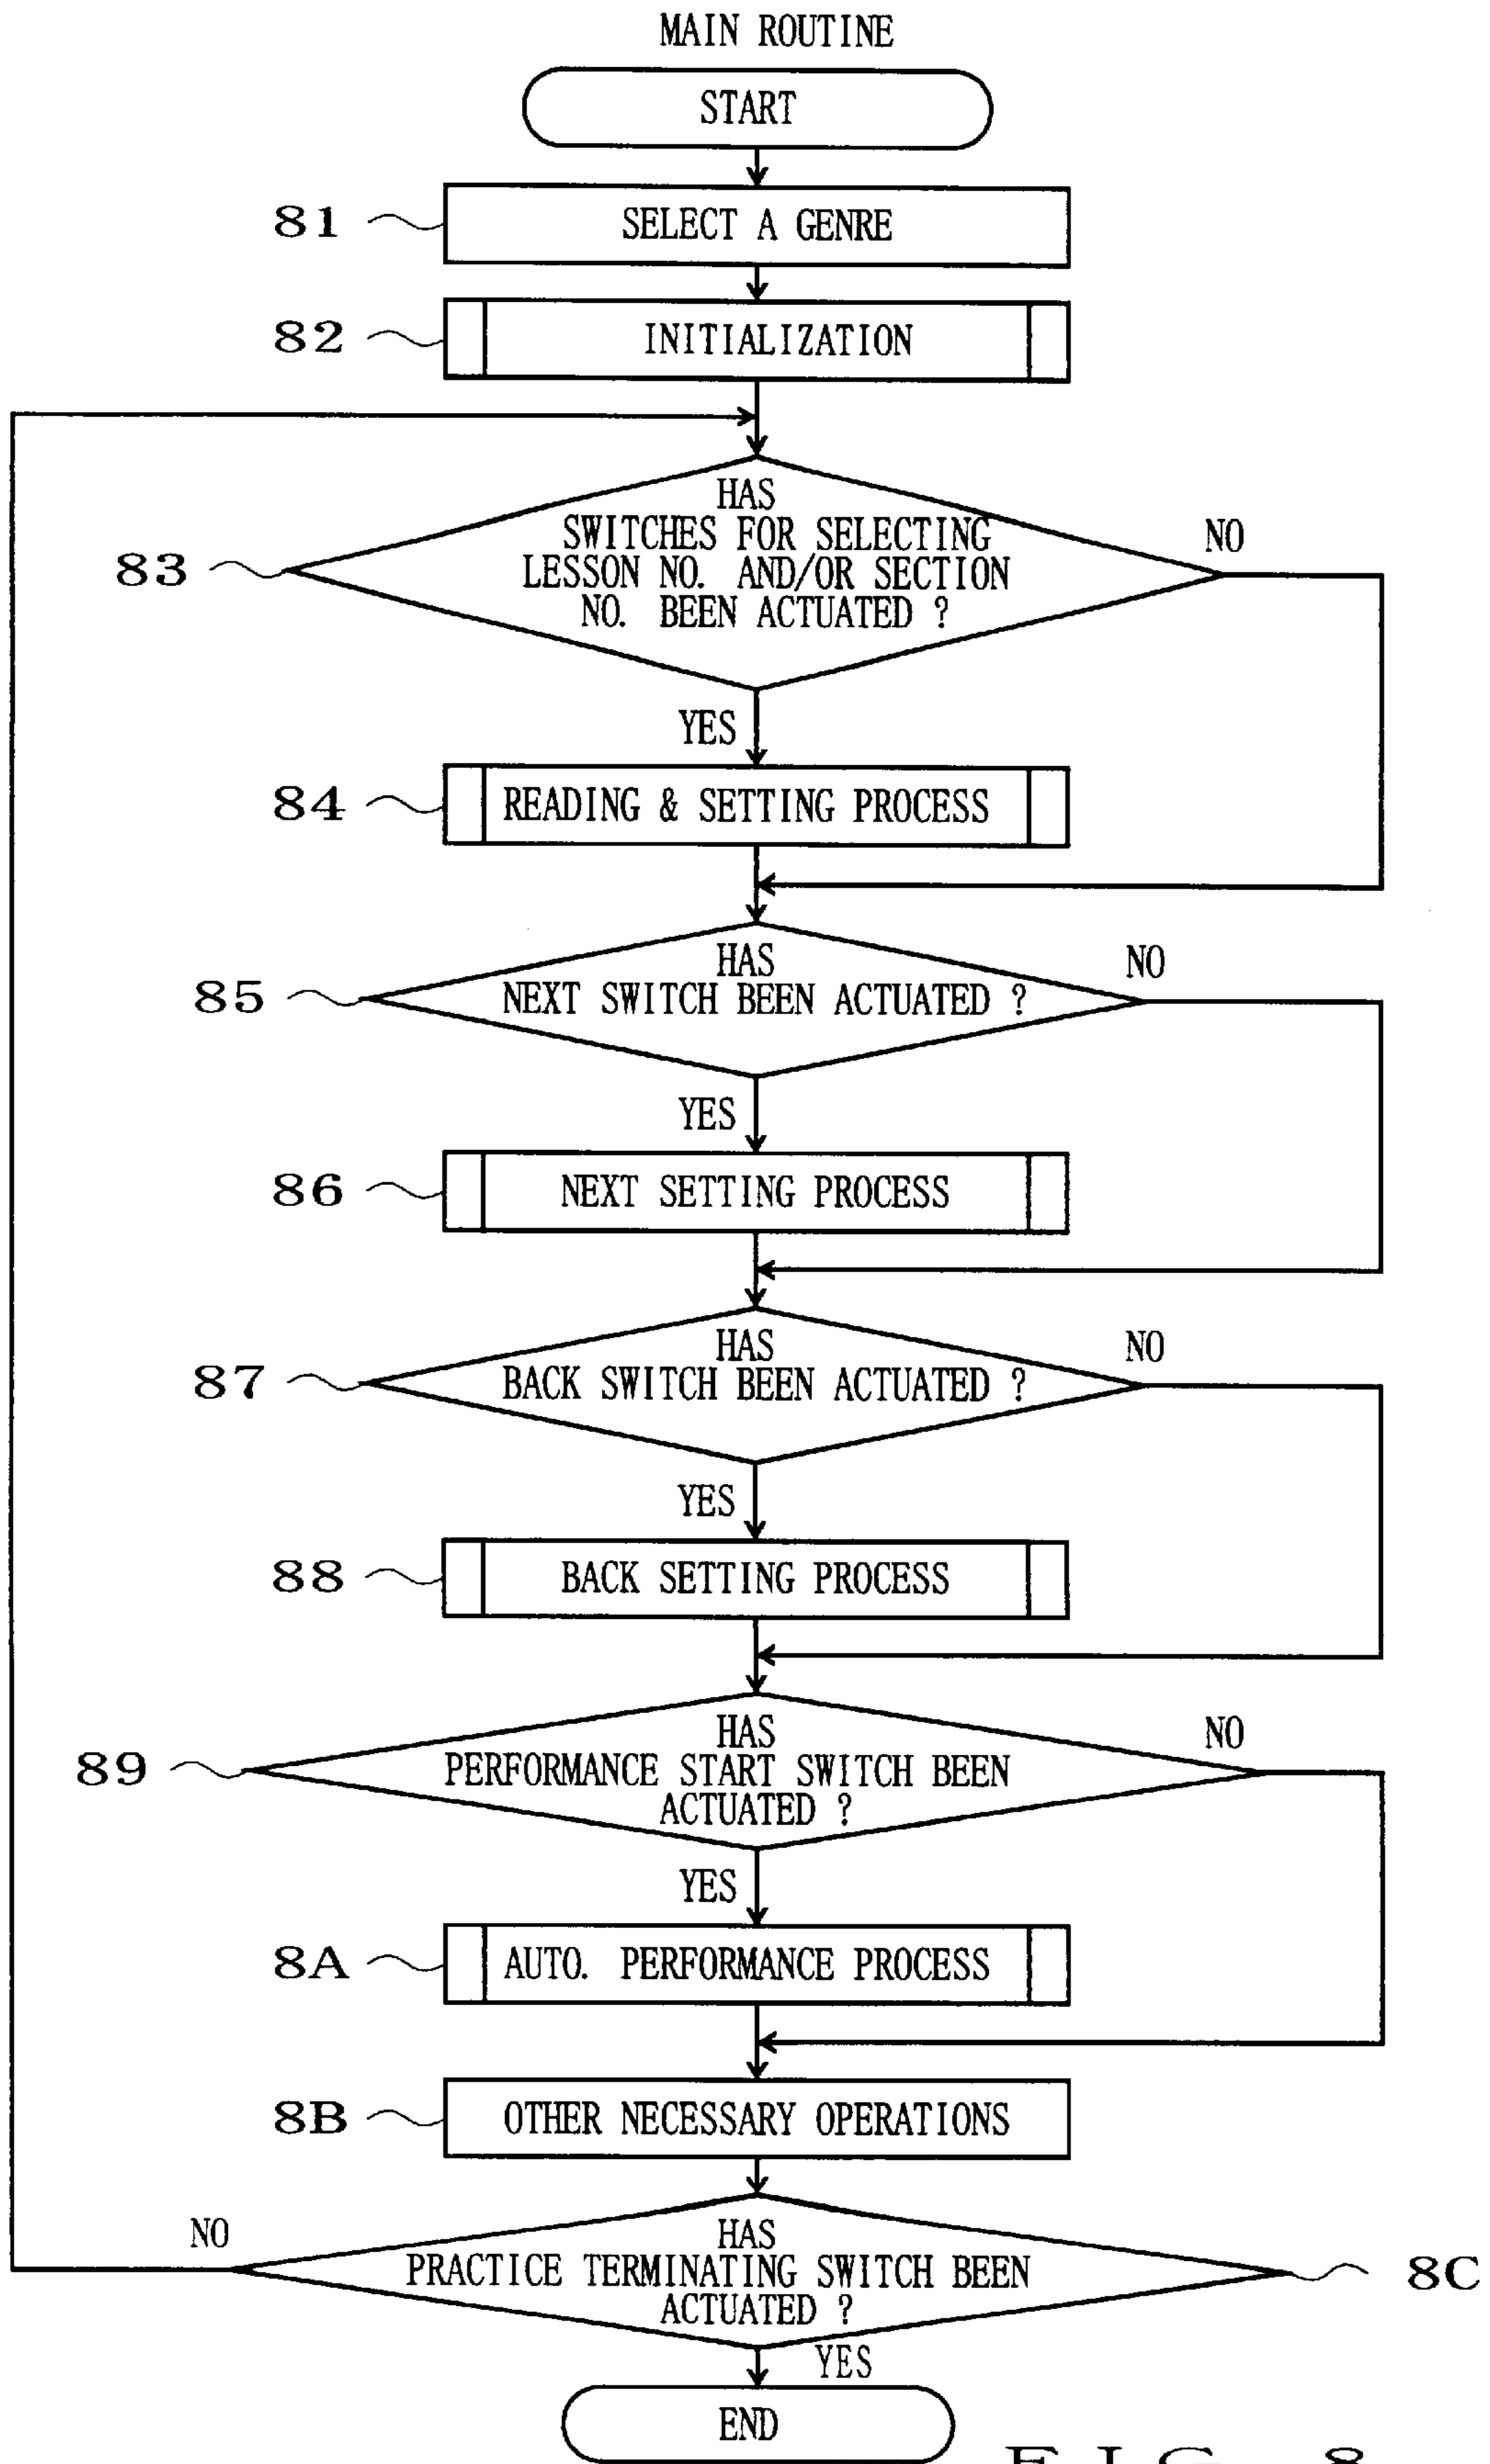 MAIN ROUTINE
START
81
SELECT A GENRE
82
INITIALIZATION
HAS
SWITCHES FOR SELECTING
LESSON NO. AND/OR SECTION
NO. BEEN ACTUATED ?
NO
83
YES
84
READING & SETTING PROCESS
HAS
NEXT SWITCH BEEN ACTUATED ?
NO
85
YES
86
NEXT SETTING PROCESS
HAS
BACK SWITCH BEEN ACTUATED ?
NO
87
YES
88
BACK SETTING PROCESS
HAS
PERFORMANCE START SWITCH BEEN
ACTUATED ?
NO
89
YES
8A
AUTO. PERFORMANCE PROCESS
8B
OTHER NECESSARY OPERATIONS
NO
HAS
PRACTICE TERMINATING SWITCH BEEN
ACTUATED ?
8C
YES
END
FIG. 8